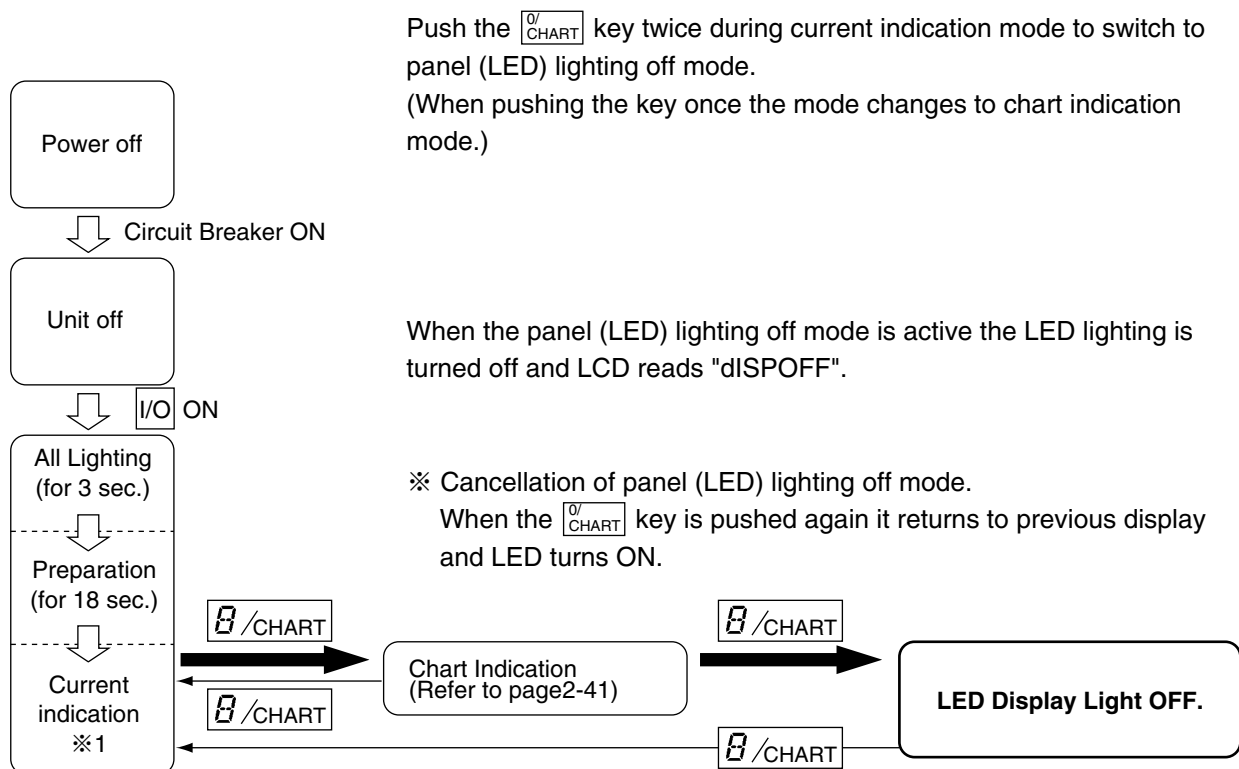 Push the 0/CHART key twice during current indication mode to switch to
panel (LED) lighting off mode.
(When pushing the key once the mode changes to chart indication
mode.)
Power off
Circuit Breaker ON
Unit off
When the panel (LED) lighting off mode is active the LED lighting is
turned off and LCD reads "dISPOFF".
I/O ON
All Lighting
(for 3 sec.)
※ Cancellation of panel (LED) lighting off mode.
When the 0/CHART key is pushed again it returns to previous display
and LED turns ON.
Preparation
(for 18 sec.)
8/CHART
8/CHART
Chart Indication
(Refer to page2-41)
Current
indication
※1
8/CHART
LED Display Light OFF.
8/CHART